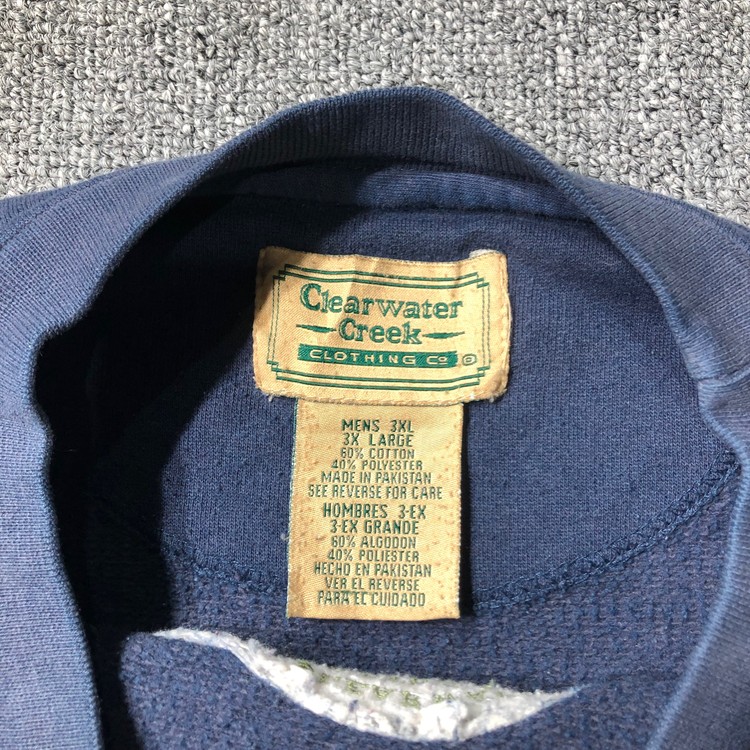 Clearwater
Creek
CLOTHING Co ©
MENS 3XL
3X LARGE
60% COTTON
40% POLYESTER
MADE IN PAKISTAN
SEE REVERSE FOR CARE
HOMBRES 3-EX
3-EX GRANDE
60% ALGODON
40% POLIESTER
HECHO EN PAKISTAN
VER EL REVERSE
PARA EL CUIDADO